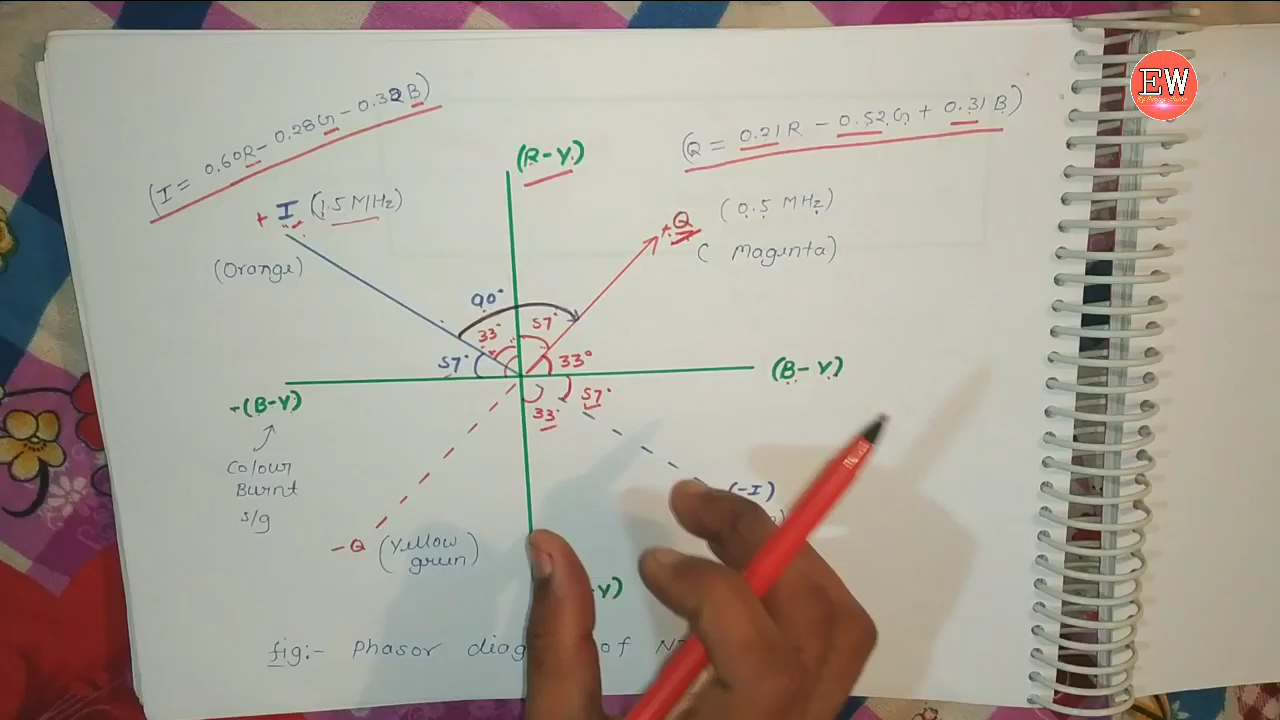 (I = 0.60R - 0.28G - 0.32B)
(Q = 0.21R - 0.52G + 0.31B)
EW
(R-Y)
+ I (1.5 MHz)
(Orange)
+Q (0.5 MHz)
(Magenta)
90°
33° 57°
57° 33°
(B-Y)
-(B-Y)
57°
33°
Colour
Burnt
s/g
(-I)
-Q (Yellow
green)
Y)
fig:- Phasor diag of N